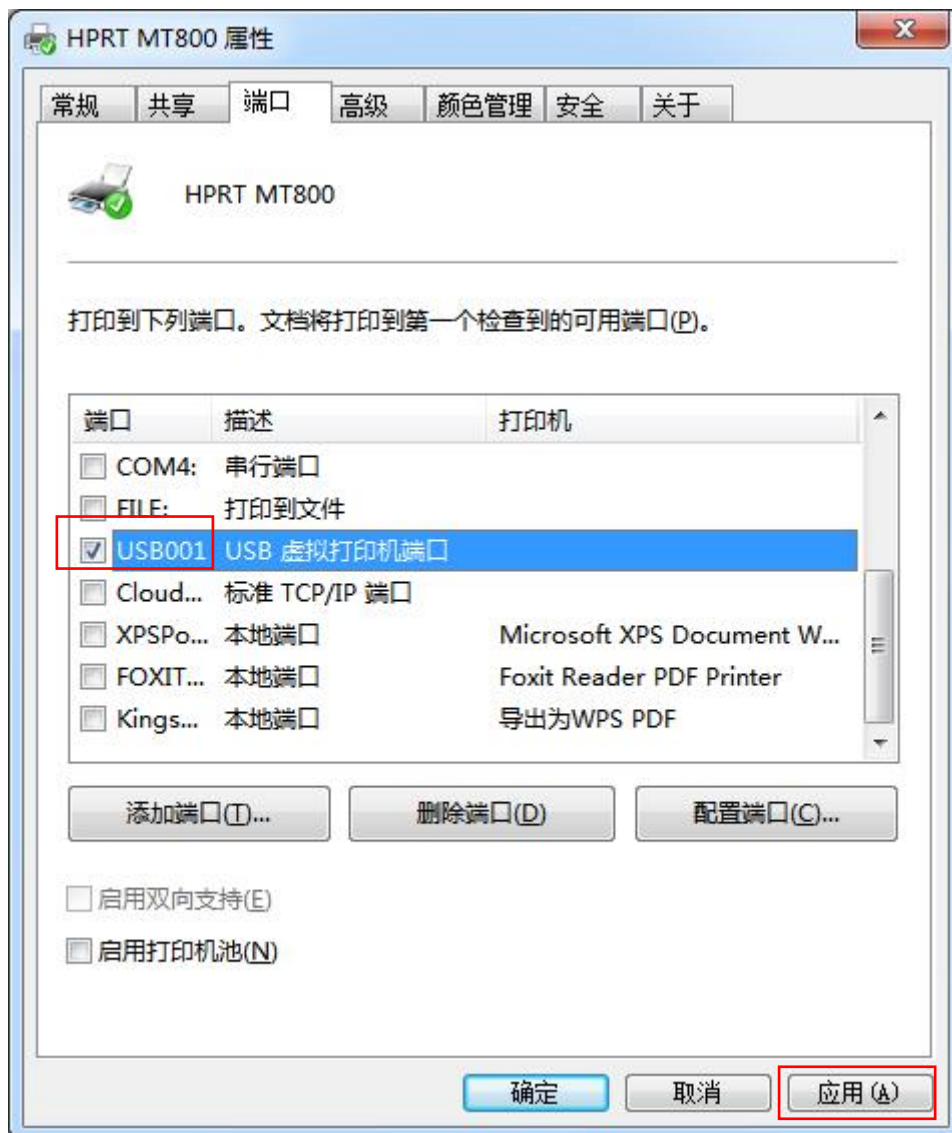 HPRT MT800 属性
常规 共享 端口 高级 颜色管理 安全 关于
HPRT MT800
打印到下列端口。文档将打印到第一个检查到的可用端口(P)。
端口 描述 打印机
COM4: 串行端口
FILE: 打印到文件
USB001 USB 虚拟打印机端口
Cloud... 标准 TCP/IP 端口
XPSPo... 本地端口 Microsoft XPS Document W...
FOXIT... 本地端口 Foxit Reader PDF Printer
Kings... 本地端口 导出为WPS PDF
添加端口(T)... 删除端口(D) 配置端口(C)...
启用双向支持(E)
启用打印机池(N)
确定 取消 应用(A)